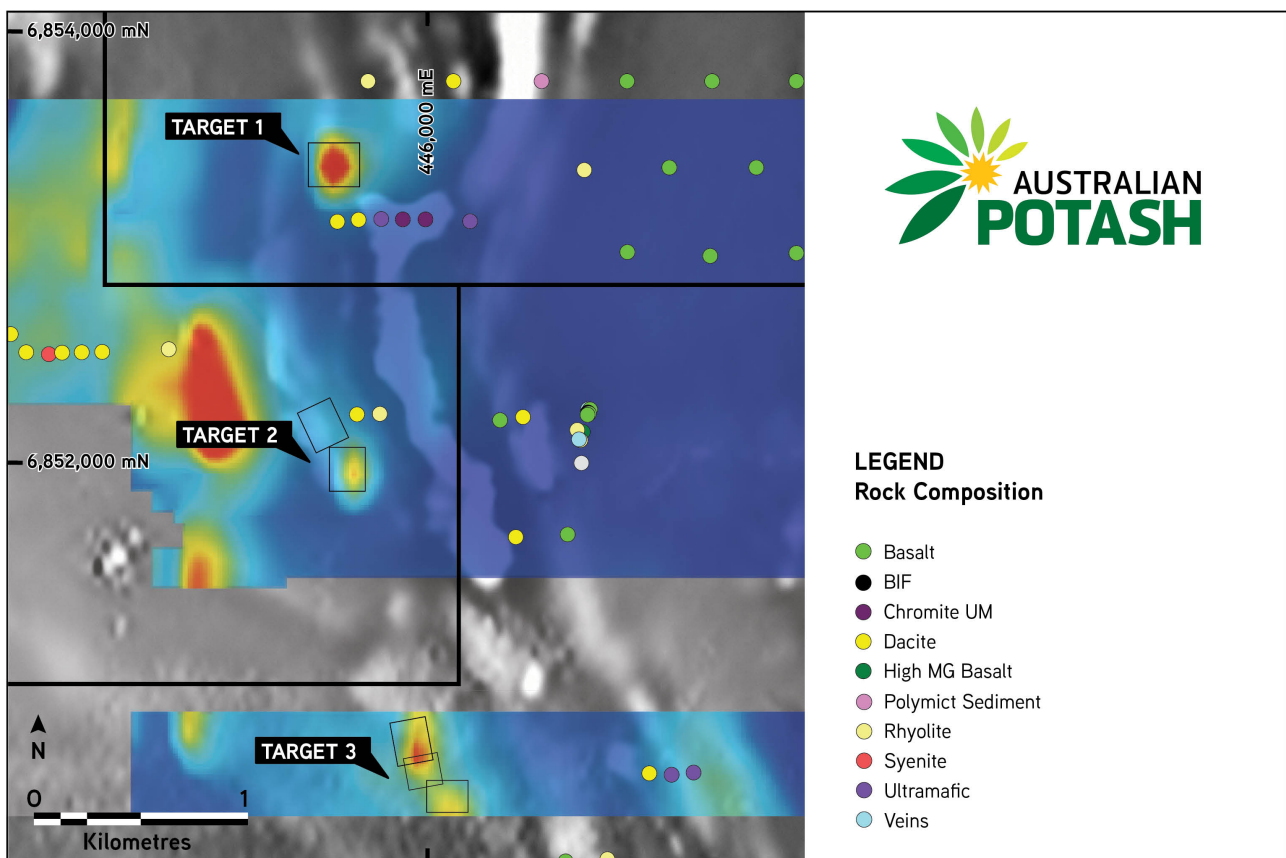 6,854,000 mN
446,000 mE
TARGET 1
TARGET 2
6,852,000 mN
TARGET 3
N
0 1
Kilometres
AUSTRALIAN
POTASH
LEGEND
Rock Composition
Basalt
BIF
Chromite UM
Dacite
High MG Basalt
Polymict Sediment
Rhyolite
Syenite
Ultramafic
Veins